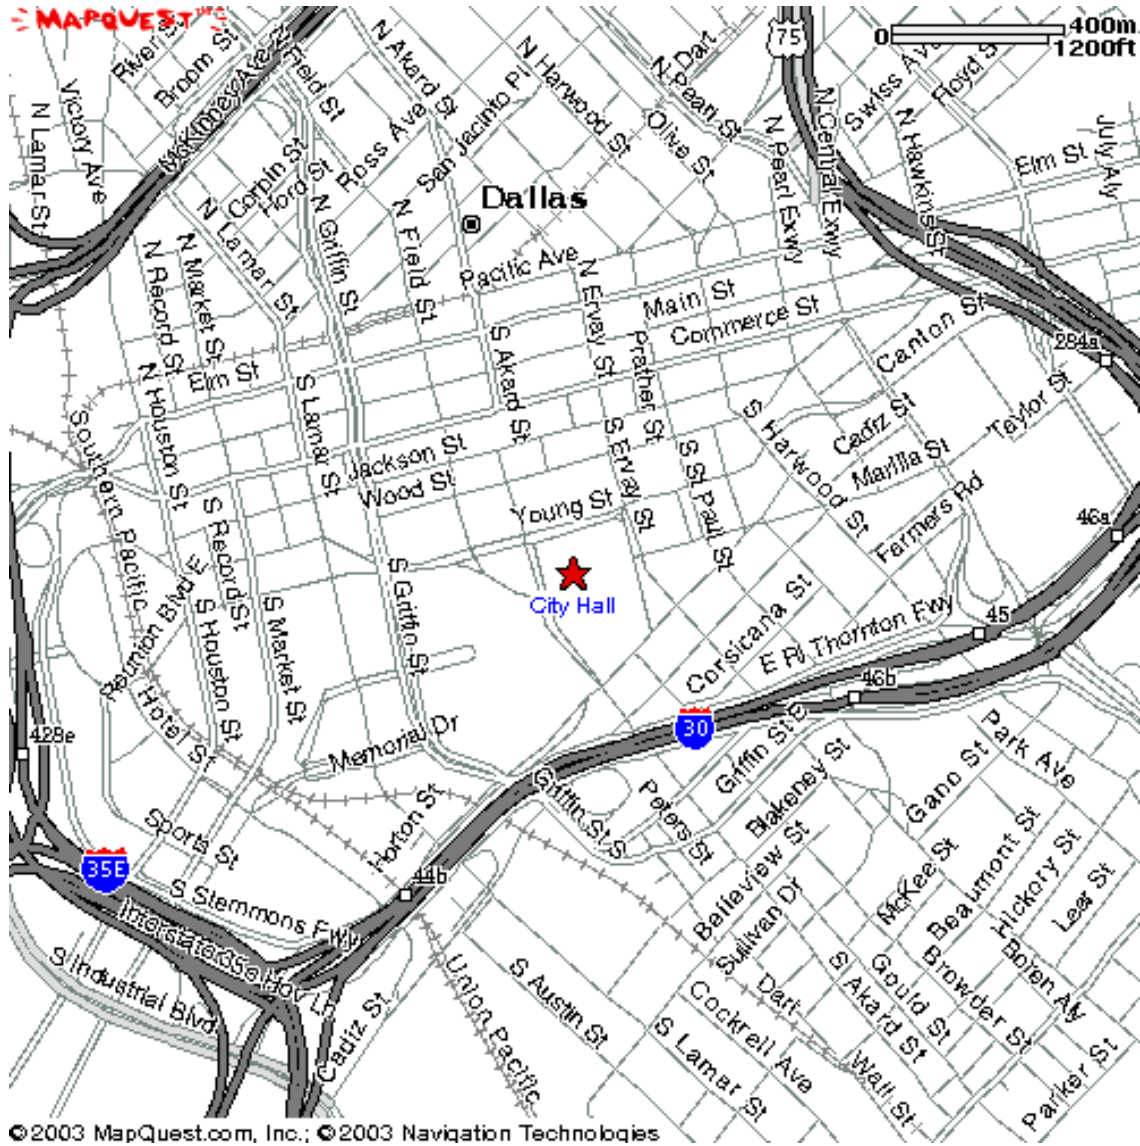 MAPQUEST™
75
0
400m
1200ft
River St
Broom St
McKinney Ave
N Field St
N Akard St
N Harwood St
Dart
N Pearl St
Swiss Ave
Floyd St
Victory Ave
N Lamar St
Ross Ave
San Jacinto Pl
Olive St
N Pearl Expy
N Central Expy
N Hawkins St
Elm St
July Aly
Hord St
Dallas
N Lamar St
N Griffin St
N Field St
Pacific Ave
N Record St
N Market St
N Ervay St
Main St
Commerce St
Canton St
284a
Elm St
S Akard St
Prather St
N Houston St
S Lamar St
S Harwood St
Cadiz St
Taylor St
Southern Pacific
Jackson St
Wood St
S Ervay St
S St Paul St
Marilla St
Farmers Rd
Young St
46a
S Record St
Reunion Blvd E
S Houston St
S Market St
S Griffin St
City Hall
Corsicana St
E Rl Thornton Fwy
45
46b
30
428e
Hotel St
Memorial Dr
Griffin St E
Park Ave
Griffin St S
Peters St
Blakeney St
Gano St
Sports St
Horton St
35E
44b
S Stemmons Fwy
Interstate 35e Hov Ln
Belleview St
Sullivan Dr
McKee St
Beaumont St
Hickory St
Lear St
S Industrial Blvd
Cadiz St
Union Pacific
S Austin St
Dart
S Akard St
Gould St
Browder St
Boren Aly
Cockrell Ave
S Lamar St
Wall St
Parker St
©2003 MapQuest.com, Inc.; ©2003 Navigation Technologies